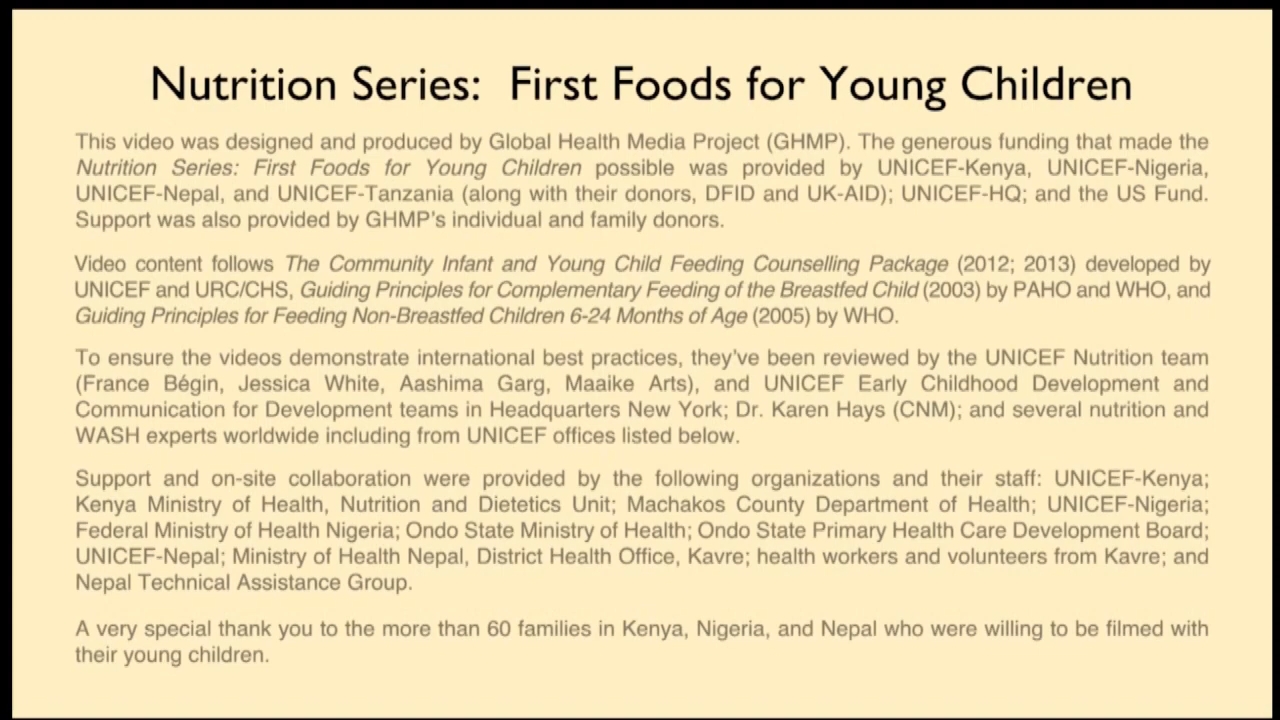 Nutrition Series: First Foods for Young Children
This video was designed and produced by Global Health Media Project (GHMP). The generous funding that made the
Nutrition Series: First Foods for Young Children possible was provided by UNICEF-Kenya, UNICEF-Nigeria,
UNICEF-Nepal, and UNICEF-Tanzania (along with their donors, DFID and UK-AID); UNICEF-HQ; and the US Fund.
Support was also provided by GHMP's individual and family donors.
Video content follows The Community Infant and Young Child Feeding Counselling Package (2012; 2013) developed by
UNICEF and URC/CHS, Guiding Principles for Complementary Feeding of the Breastfed Child (2003) by PAHO and WHO, and
Guiding Principles for Feeding Non-Breastfed Children 6-24 Months of Age (2005) by WHO.
To ensure the videos demonstrate international best practices, they've been reviewed by the UNICEF Nutrition team
(France Bégin, Jessica White, Aashima Garg, Maaike Arts), and UNICEF Early Childhood Development and
Communication for Development teams in Headquarters New York; Dr. Karen Hays (CNM); and several nutrition and
WASH experts worldwide including from UNICEF offices listed below.
Support and on-site collaboration were provided by the following organizations and their staff: UNICEF-Kenya;
Kenya Ministry of Health, Nutrition and Dietetics Unit; Machakos County Department of Health; UNICEF-Nigeria;
Federal Ministry of Health Nigeria; Ondo State Ministry of Health; Ondo State Primary Health Care Development Board;
UNICEF-Nepal; Ministry of Health Nepal, District Health Office, Kavre; health workers and volunteers from Kavre; and
Nepal Technical Assistance Group.
A very special thank you to the more than 60 families in Kenya, Nigeria, and Nepal who were willing to be filmed with
their young children.